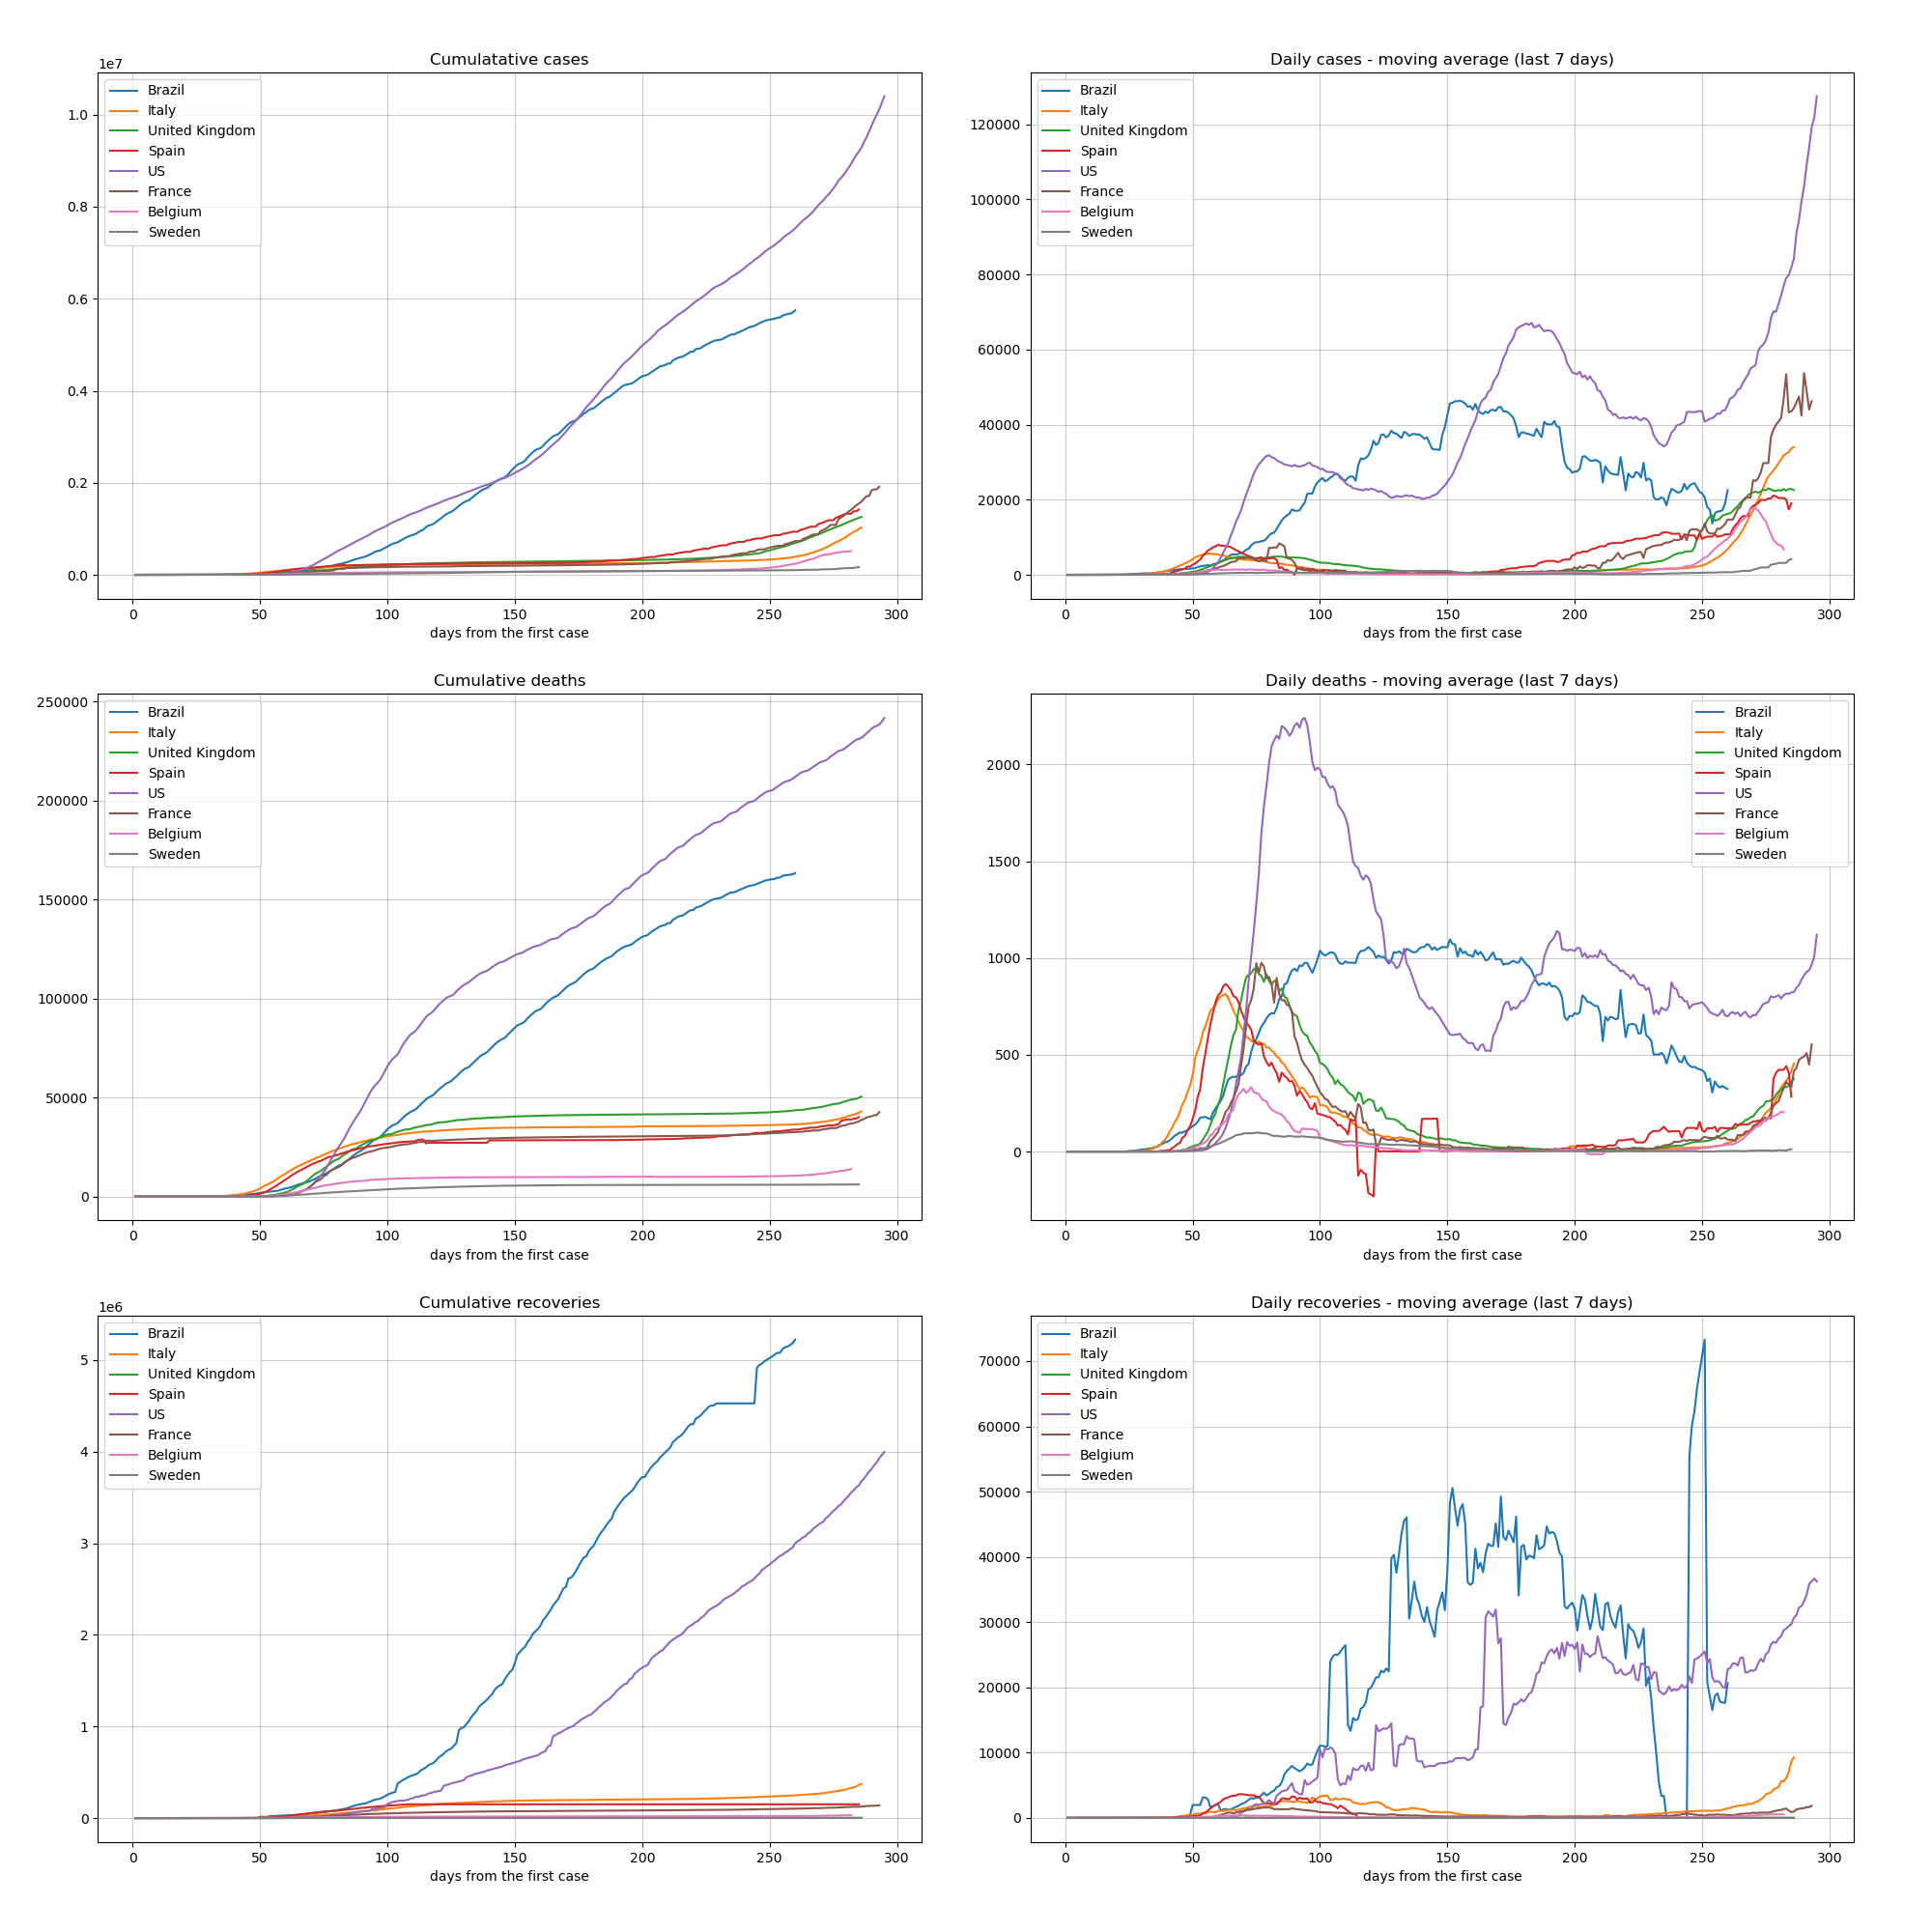 Cumulatative cases
1e7
Brazil
Italy
United Kingdom
Spain
US
France
Belgium
Sweden
1.0
0.8
0.6
0.4
0.2
0.0
0 50 100 150 200 250 300
days from the first case
Daily cases - moving average (last 7 days)
Brazil
Italy
United Kingdom
Spain
US
France
Belgium
Sweden
120000
100000
80000
60000
40000
20000
0
0 50 100 150 200 250 300
days from the first case
Cumulative deaths
Brazil
Italy
United Kingdom
Spain
US
France
Belgium
Sweden
250000
200000
150000
100000
50000
0
0 50 100 150 200 250 300
days from the first case
Daily deaths - moving average (last 7 days)
Brazil
Italy
United Kingdom
Spain
US
France
Belgium
Sweden
2000
1500
1000
500
0
0 50 100 150 200 250 300
days from the first case
Cumulative recoveries
1e6
Brazil
Italy
United Kingdom
Spain
US
France
Belgium
Sweden
5
4
3
2
1
0
0 50 100 150 200 250 300
days from the first case
Daily recoveries - moving average (last 7 days)
Brazil
Italy
United Kingdom
Spain
US
France
Belgium
Sweden
70000
60000
50000
40000
30000
20000
10000
0
0 50 100 150 200 250 300
days from the first case